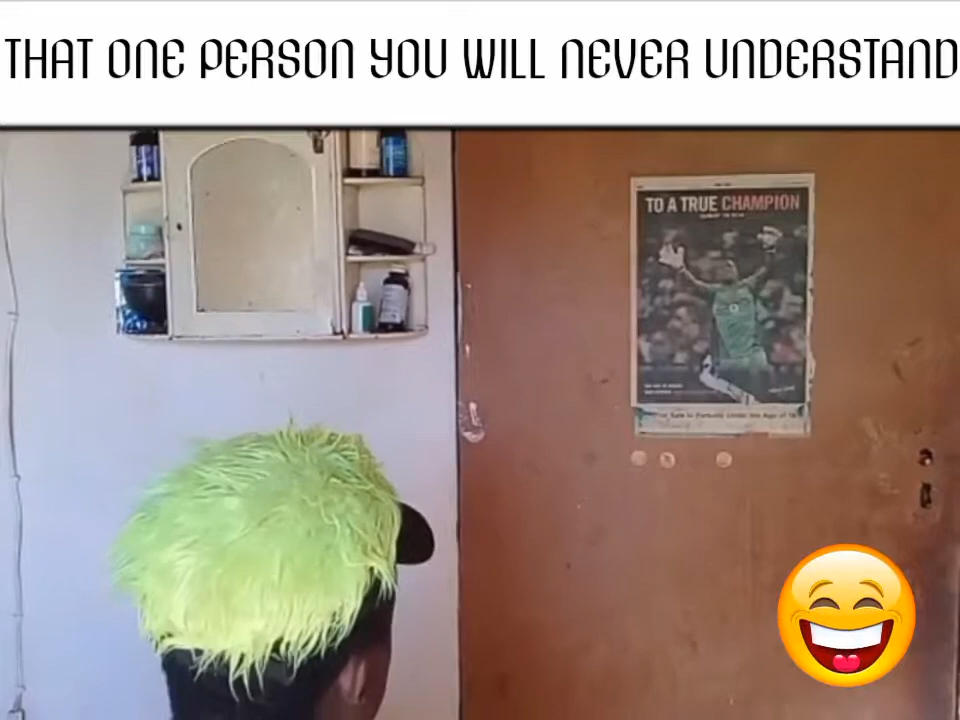 THAT ONE PERSON YOU WILL NEVER UNDERSTAND
TO A TRUE CHAMPION